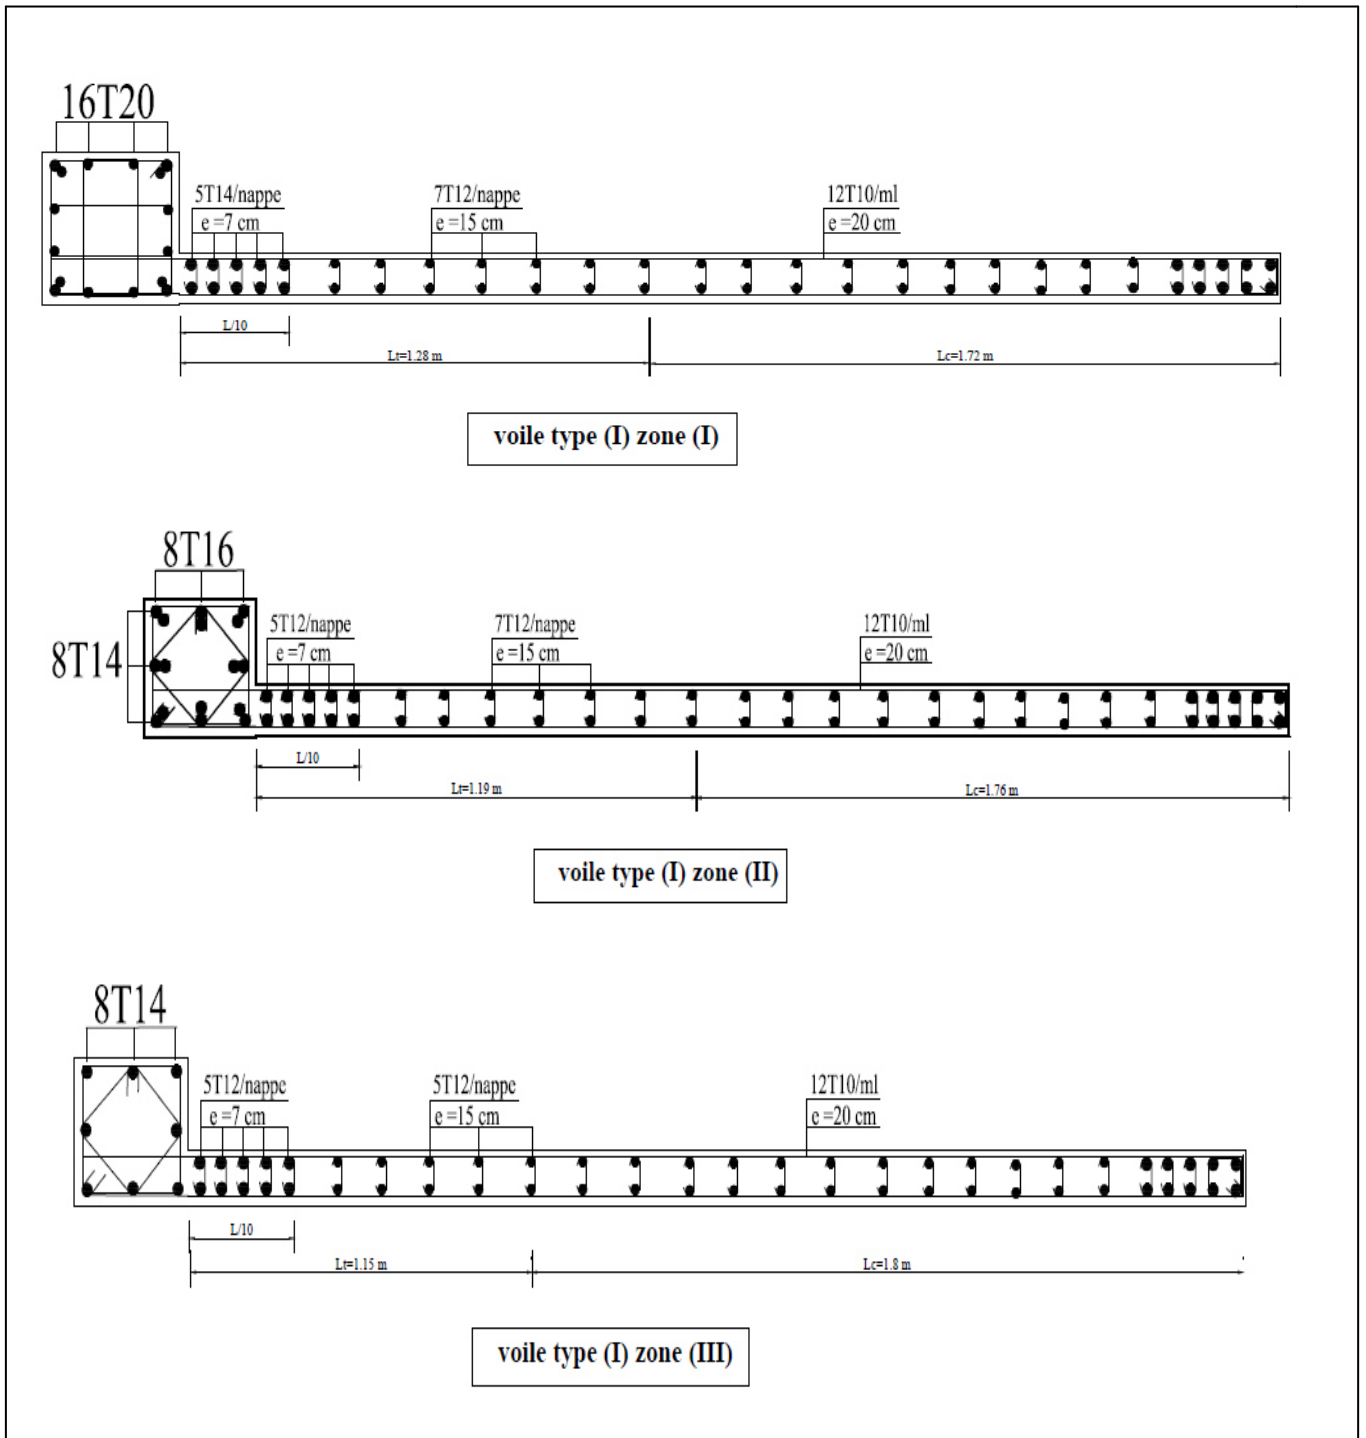 16T20
5T14/nappe
e =7 cm
7T12/nappe
e =15 cm
12T10/ml
e =20 cm
L/10
Lt=1.28 m
Lc=1.72 m
voile type (I) zone (I)
8T16
8T14
5T12/nappe
e =7 cm
7T12/nappe
e =15 cm
12T10/ml
e =20 cm
L/10
Lt=1.19 m
Lc=1.76 m
voile type (I) zone (II)
8T14
5T12/nappe
e =7 cm
5T12/nappe
e =15 cm
12T10/ml
e =20 cm
L/10
Lt=1.15 m
Lc=1.8 m
voile type (I) zone (III)